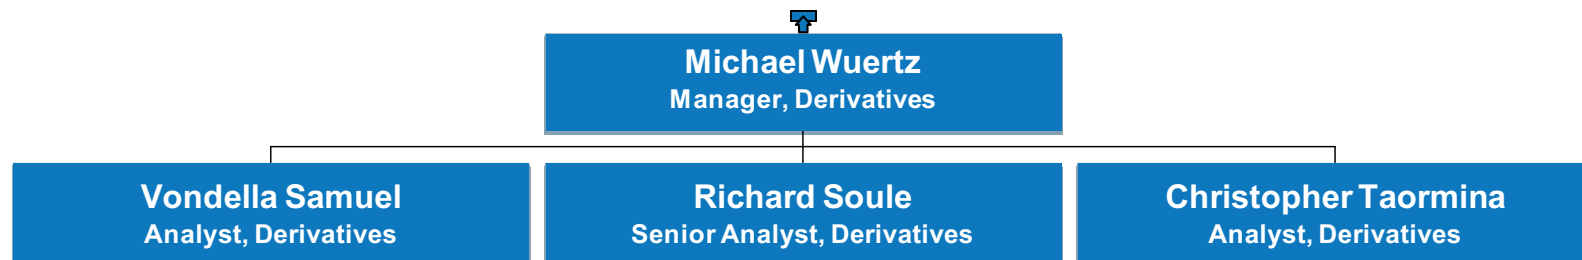 Michael Wuertz
Manager, Derivatives
Vondella Samuel
Analyst, Derivatives
Richard Soule
Senior Analyst, Derivatives
Christopher Taormina
Analyst, Derivatives